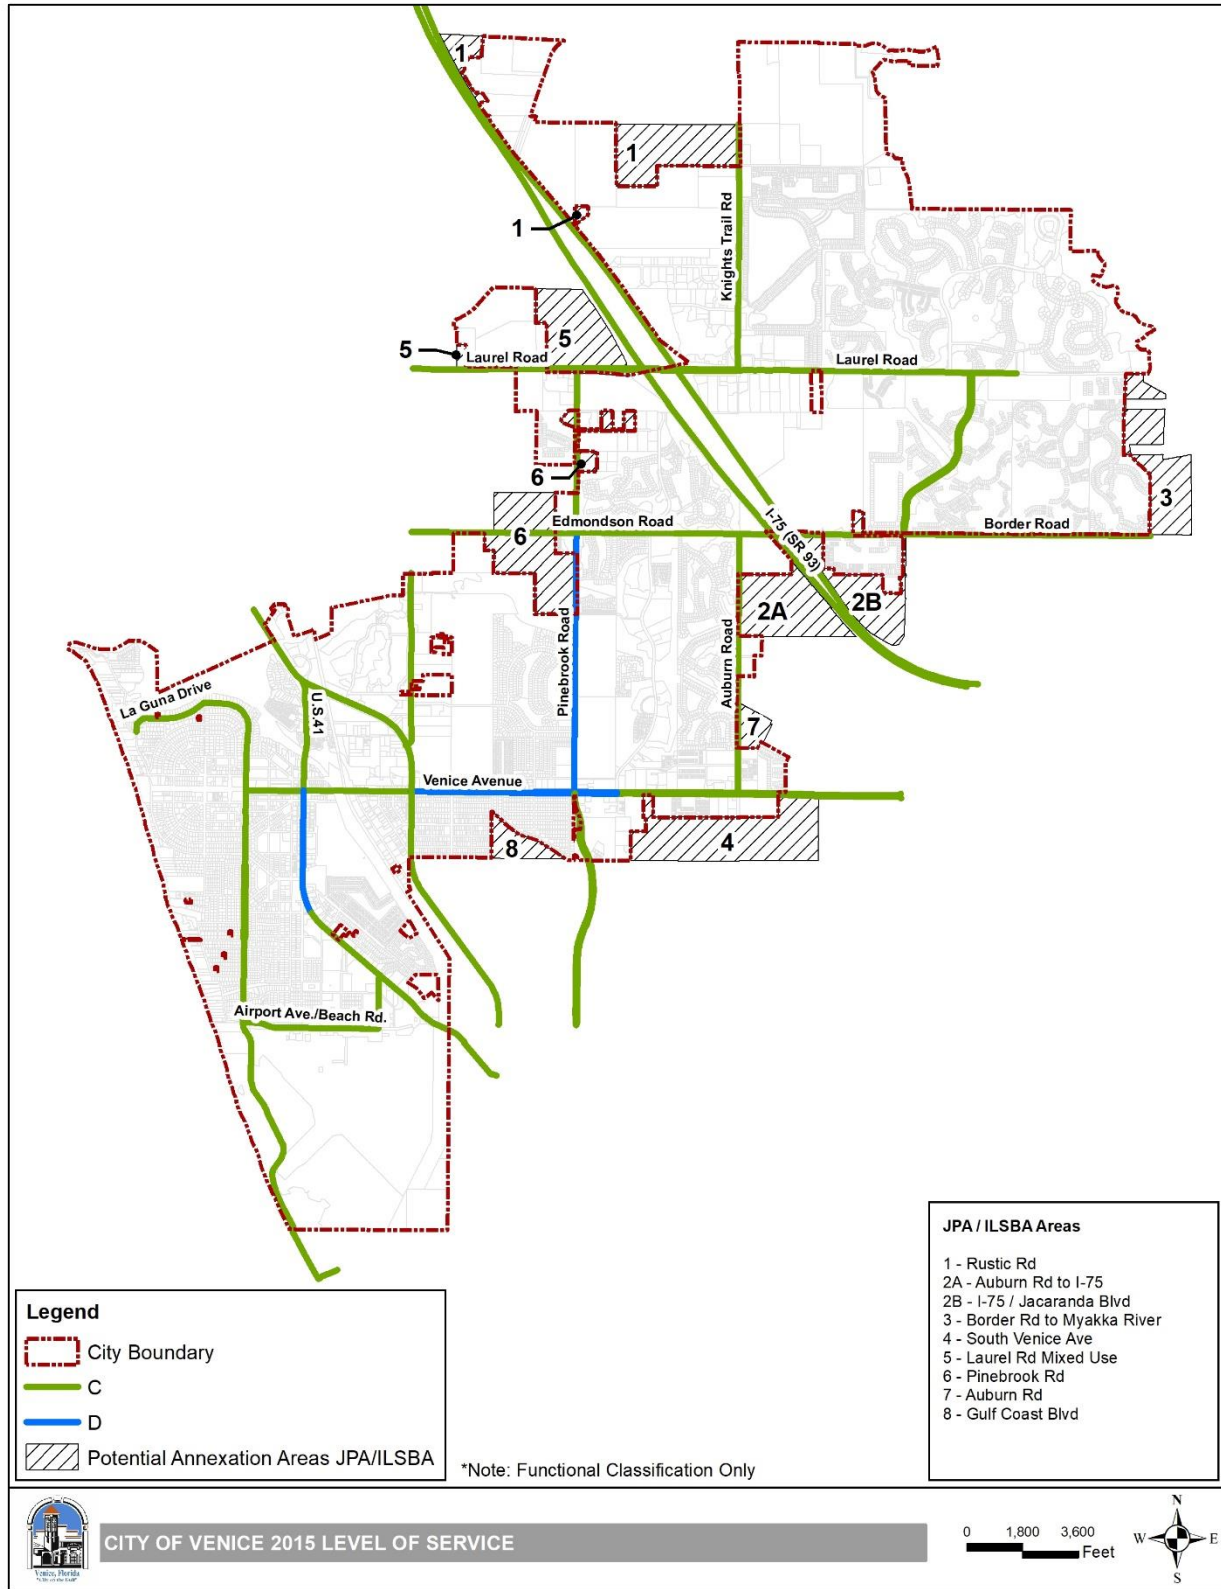 1
1
1
Knights Trail Rd
5
5
Laurel Road
Laurel Road
6
3
I-75 (SR 93)
Edmondson Road
Border Road
6
2A
2B
Pinebrook Road
Auburn Road
La Guna Drive
U.S.41
7
Venice Avenue
8
4
Airport Ave./Beach Rd.
JPA / ILSBA Areas
1 - Rustic Rd
2A - Auburn Rd to I-75
2B - I-75 / Jacaranda Blvd
3 - Border Rd to Myakka River
4 - South Venice Ave
5 - Laurel Rd Mixed Use
6 - Pinebrook Rd
7 - Auburn Rd
8 - Gulf Coast Blvd
Legend
City Boundary
C
D
Potential Annexation Areas JPA/ILSBA
*Note: Functional Classification Only
Venice, Florida
CITY OF VENICE 2015 LEVEL OF SERVICE
0 1,800 3,600
Feet
N
W E
S